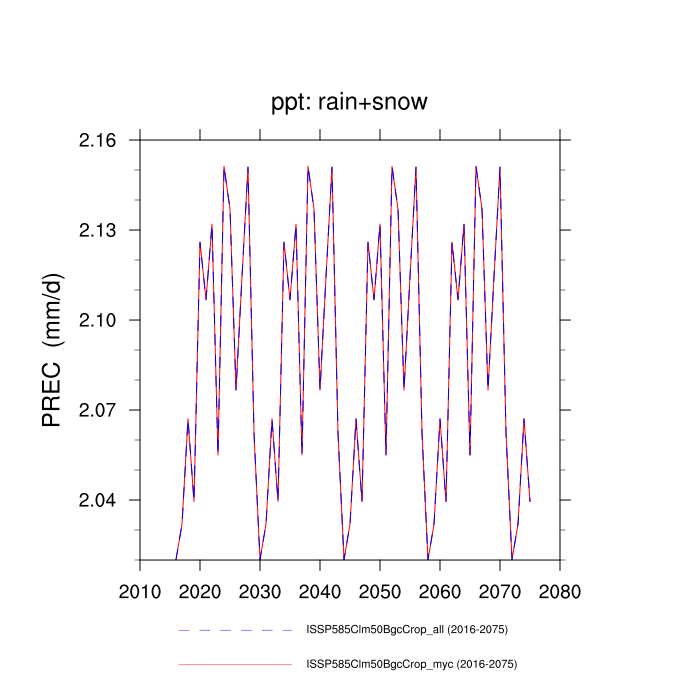 ppt: rain+snow
2.16
2.13
2.10
2.07
2.04
PREC (mm/d)
2010 2020 2030 2040 2050 2060 2070 2080
ISSP585Clm50BgcCrop_all (2016-2075)
ISSP585Clm50BgcCrop_myc (2016-2075)